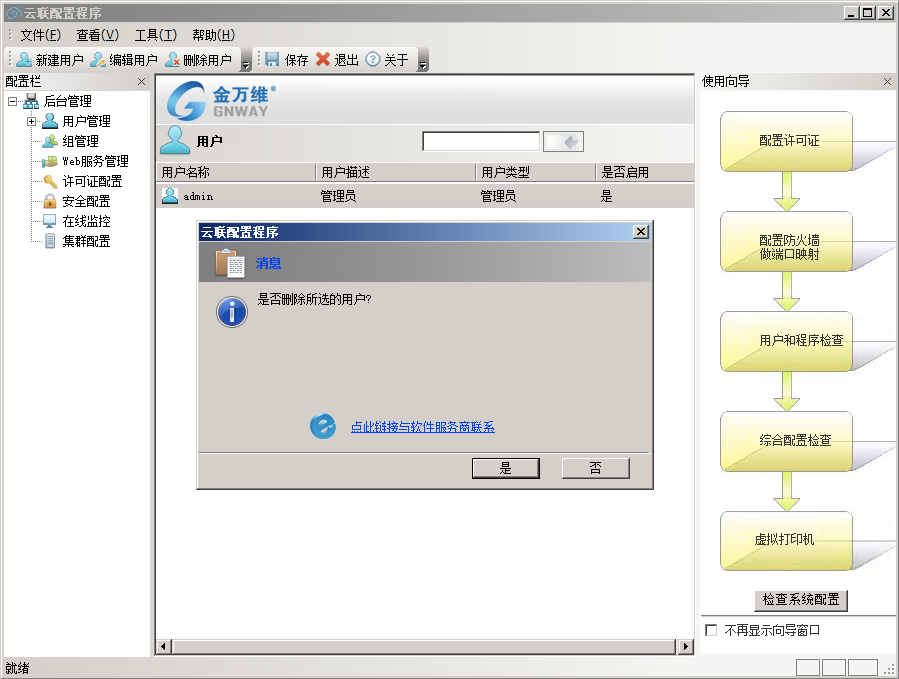 云联配置程序
文件(F) 查看(V) 工具(T) 帮助(H)
新建用户 编辑用户 删除用户 保存 退出 关于
配置栏
后台管理
用户管理
组管理
Web服务管理
许可证配置
安全配置
在线监控
集群配置
金万维®
GNWAY
用户
用户名称 用户描述 用户类型 是否启用
admin 管理员 管理员 是
云联配置程序
消息
是否删除所选的用户?
点此链接与软件服务商联系
是 否
使用向导
配置许可证
配置防火墙
做端口映射
用户和程序检查
综合配置检查
虚拟打印机
检查系统配置
不再显示向导窗口
就绪